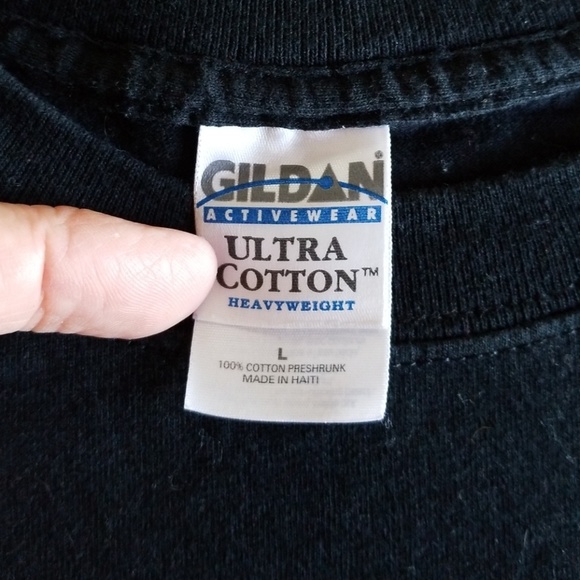 GILDAN®
ACTIVEWEAR
ULTRA
COTTON™
HEAVYWEIGHT
L
100% COTTON PRESHRUNK
MADE IN HAITI